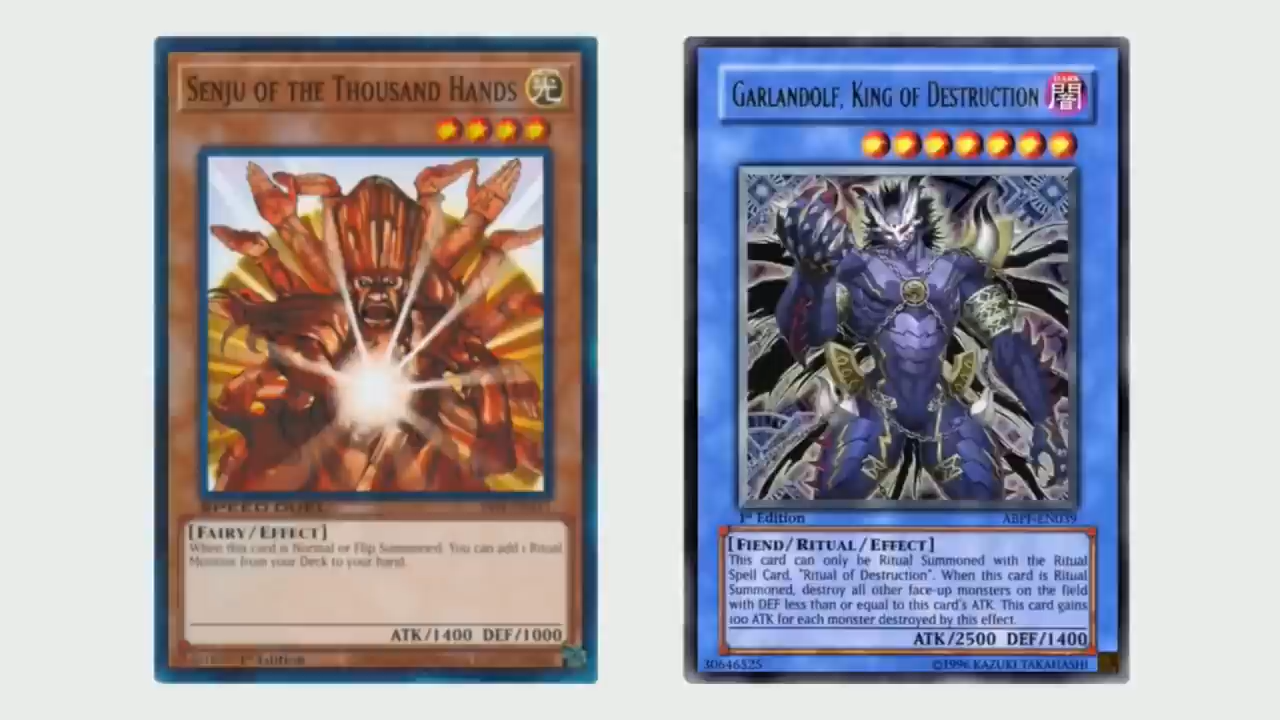 SENJU OF THE THOUSAND HANDS 光
SPEED DUEL
[FAIRY/EFFECT]
When this card is Normal or Flip Summoned: You can add 1 Ritual
Monster from your Deck to your hand.
ATK/1400 DEF/1000
1st Edition
GARLANDOLF, KING OF DESTRUCTION DARK 闇
1st Edition ABPF-EN039
[FIEND/RITUAL/EFFECT]
This card can only be Ritual Summoned with the Ritual
Spell Card, "Ritual of Destruction". When this card is Ritual
Summoned, destroy all other face-up monsters on the field
with DEF less than or equal to this card's ATK. This card gains
100 ATK for each monster destroyed by this effect.
ATK/2500 DEF/1400
30646525 ©1996 KAZUKI TAKAHASHI